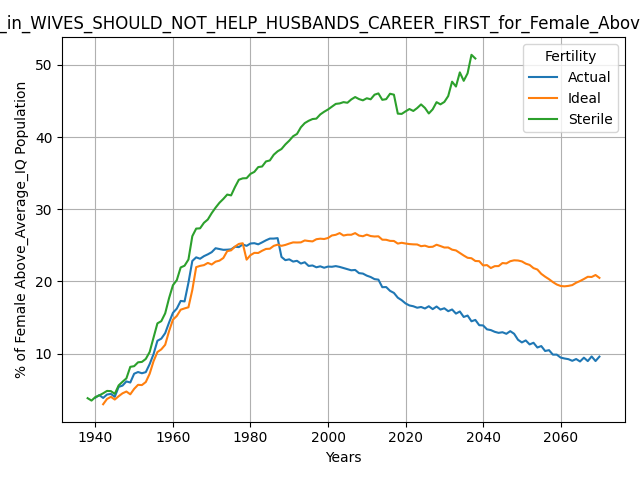 _in_WIVES_SHOULD_NOT_HELP_HUSBANDS_CAREER_FIRST_for_Female_Abov
% of Female Above_Average_IQ Population
50
40
30
20
10
Fertility
Actual
Ideal
Sterile
1940 1960 1980 2000 2020 2040 2060
Years